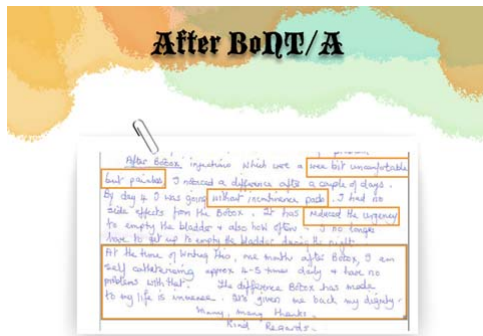 After BoNT/A
After Botox injections which were a wee bit uncomfortable
but painless I noticed a difference after a couple of days.
By day 4 I was going without incontinence pads. I had no
side effects from the Botox. It has reduced the urgency
to empty the bladder & also how often. I no longer
have to get up to empty the bladder during the night.
At the time of writing this, one month after Botox, I am
self catheterising approx 4-5 times daily & have no
problems with that. The difference Botox has made
to my life is immense. It's given me back my dignity.
Many, many thanks.
Kind Regards.